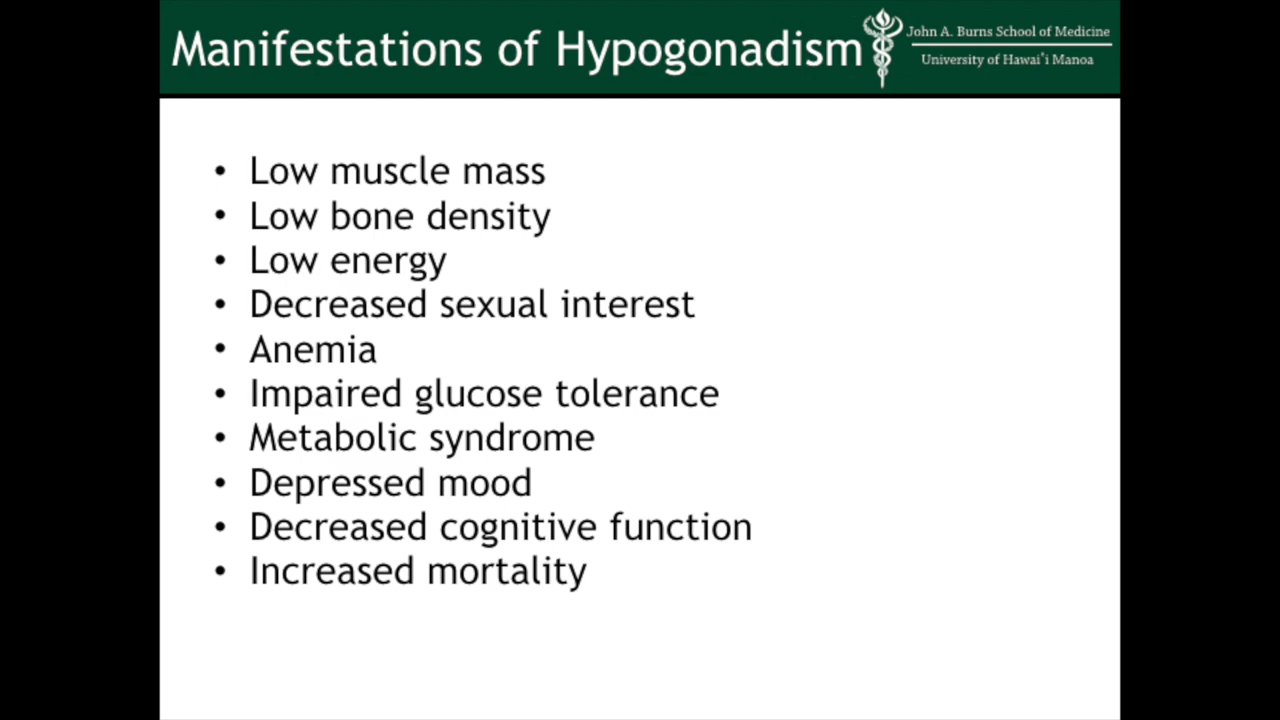 Manifestations of Hypogonadism
John A. Burns School of Medicine
University of Hawaiʻi Manoa
• Low muscle mass
• Low bone density
• Low energy
• Decreased sexual interest
• Anemia
• Impaired glucose tolerance
• Metabolic syndrome
• Depressed mood
• Decreased cognitive function
• Increased mortality